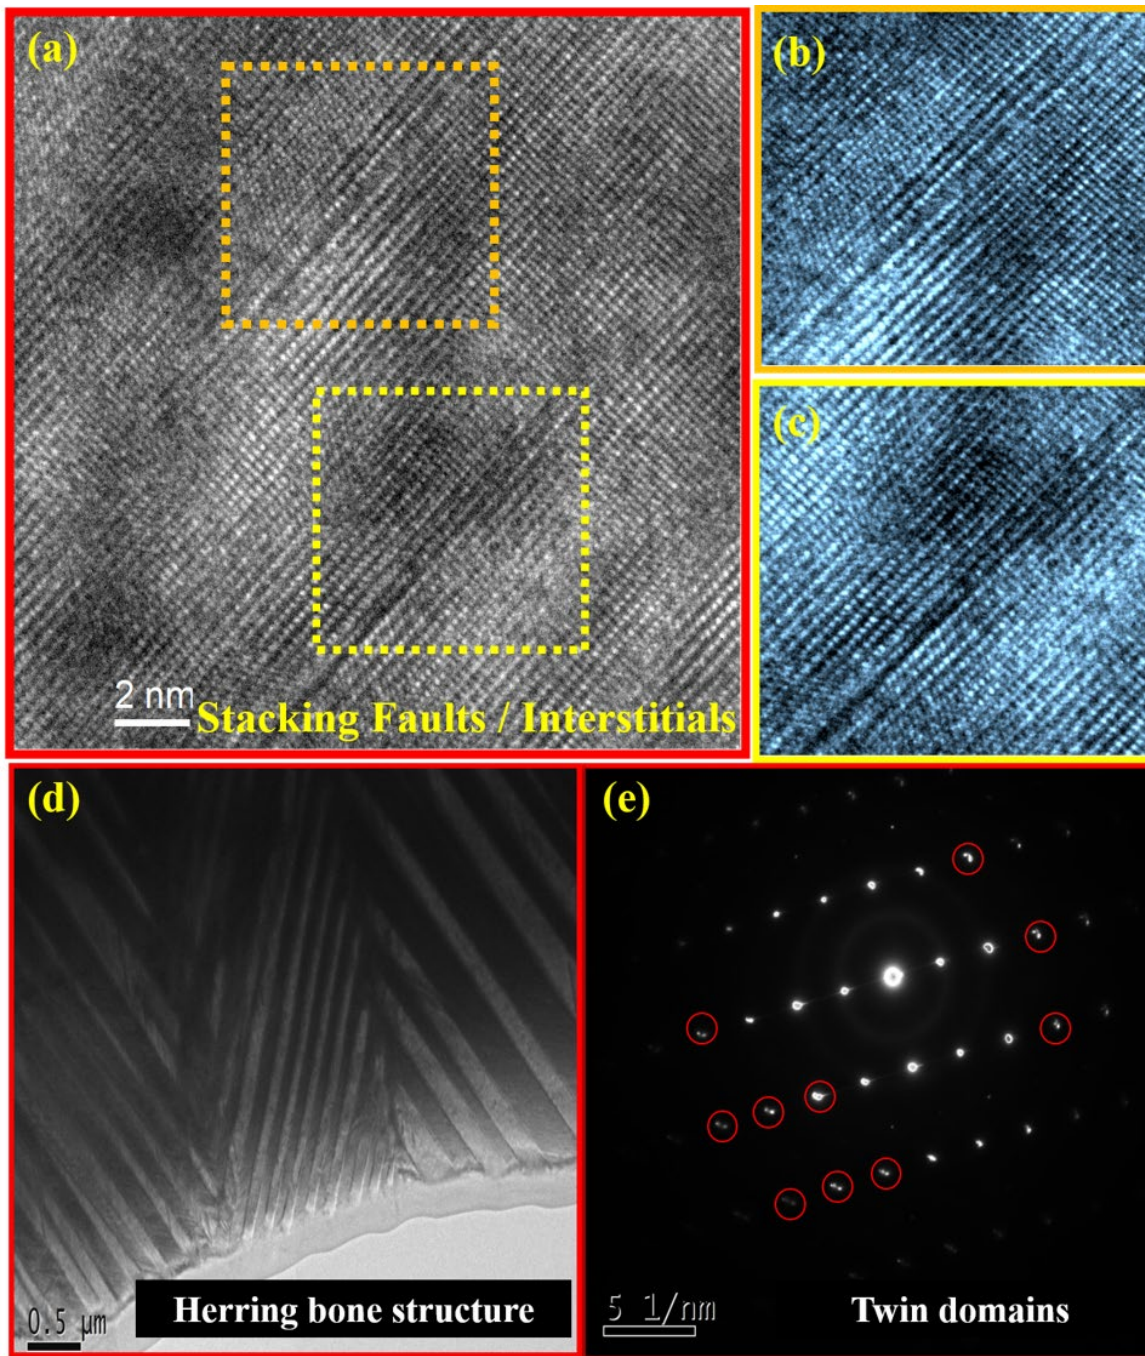 (a)
(b)
(c)
2 nm
Stacking Faults / Interstitials
(d)
(e)
0.5 µm
Herring bone structure
5 1/nm
Twin domains